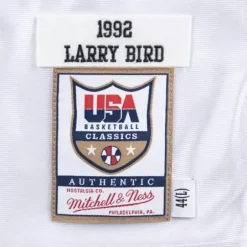 1992
LARRY BIRD
USA
BASKETBALL
CLASSICS
AUTHENTIC
NOSTALGIA CO.
Mitchell & Ness
PHILADELPHIA, PA.
44(L)